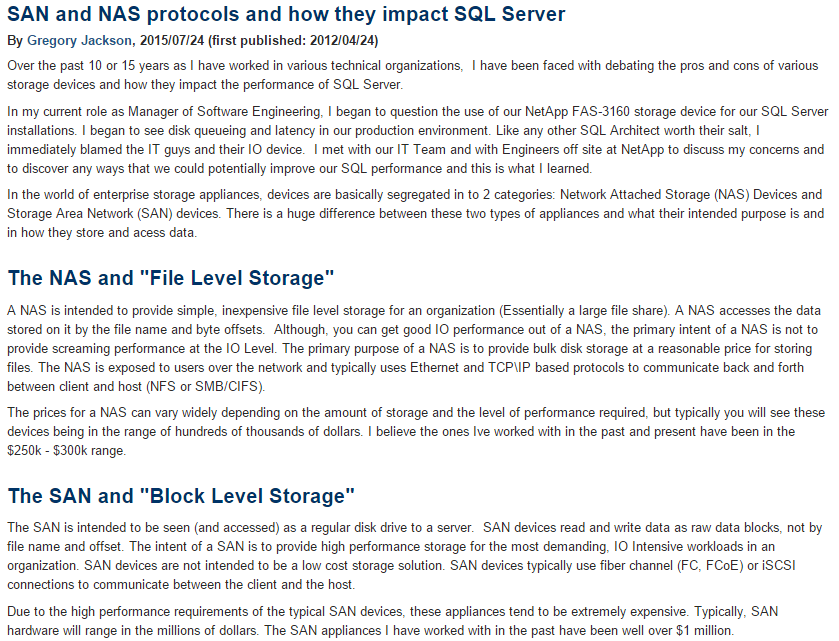 SAN and NAS protocols and how they impact SQL Server
By Gregory Jackson, 2015/07/24 (first published: 2012/04/24)
Over the past 10 or 15 years as I have worked in various technical organizations,  I have been faced with debating the pros and cons of various
storage devices and how they impact the performance of SQL Server.
In my current role as Manager of Software Engineering, I began to question the use of our NetApp FAS-3160 storage device for our SQL Server
installations. I began to see disk queueing and latency in our production environment. Like any other SQL Architect worth their salt, I
immediately blamed the IT guys and their IO device.  I met with our IT Team and with Engineers off site at NetApp to discuss my concerns and
to discover any ways that we could potentially improve our SQL performance and this is what I learned.
In the world of enterprise storage appliances, devices are basically segregated in to 2 categories: Network Attached Storage (NAS) Devices and
Storage Area Network (SAN) devices. There is a huge difference between these two types of appliances and what their intended purpose is and
in how they store and acess data.
The NAS and "File Level Storage"
A NAS is intended to provide simple, inexpensive file level storage for an organization (Essentially a large file share). A NAS accesses the data
stored on it by the file name and byte offsets.  Although, you can get good IO performance out of a NAS, the primary intent of a NAS is not to
provide screaming performance at the IO Level. The primary purpose of a NAS is to provide bulk disk storage at a reasonable price for storing
files. The NAS is exposed to users over the network and typically uses Ethernet and TCP\IP based protocols to communicate back and forth
between client and host (NFS or SMB/CIFS).
The prices for a NAS can vary widely depending on the amount of storage and the level of performance required, but typically you will see these
devices being in the range of hundreds of thousands of dollars. I believe the ones Ive worked with in the past and present have been in the
$250k - $300k range.
The SAN and "Block Level Storage"
The SAN is intended to be seen (and accessed) as a regular disk drive to a server.  SAN devices read and write data as raw data blocks, not by
file name and offset. The intent of a SAN is to provide high performance storage for the most demanding, IO Intensive workloads in an
organization. SAN devices are not intended to be a low cost storage solution. SAN devices typically use fiber channel (FC, FCoE) or iSCSI
connections to communicate between the client and the host.
Due to the high performance requirements of the typical SAN devices, these appliances tend to be extremely expensive. Typically, SAN
hardware will range in the millions of dollars. The SAN appliances I have worked with in the past have been well over $1 million.